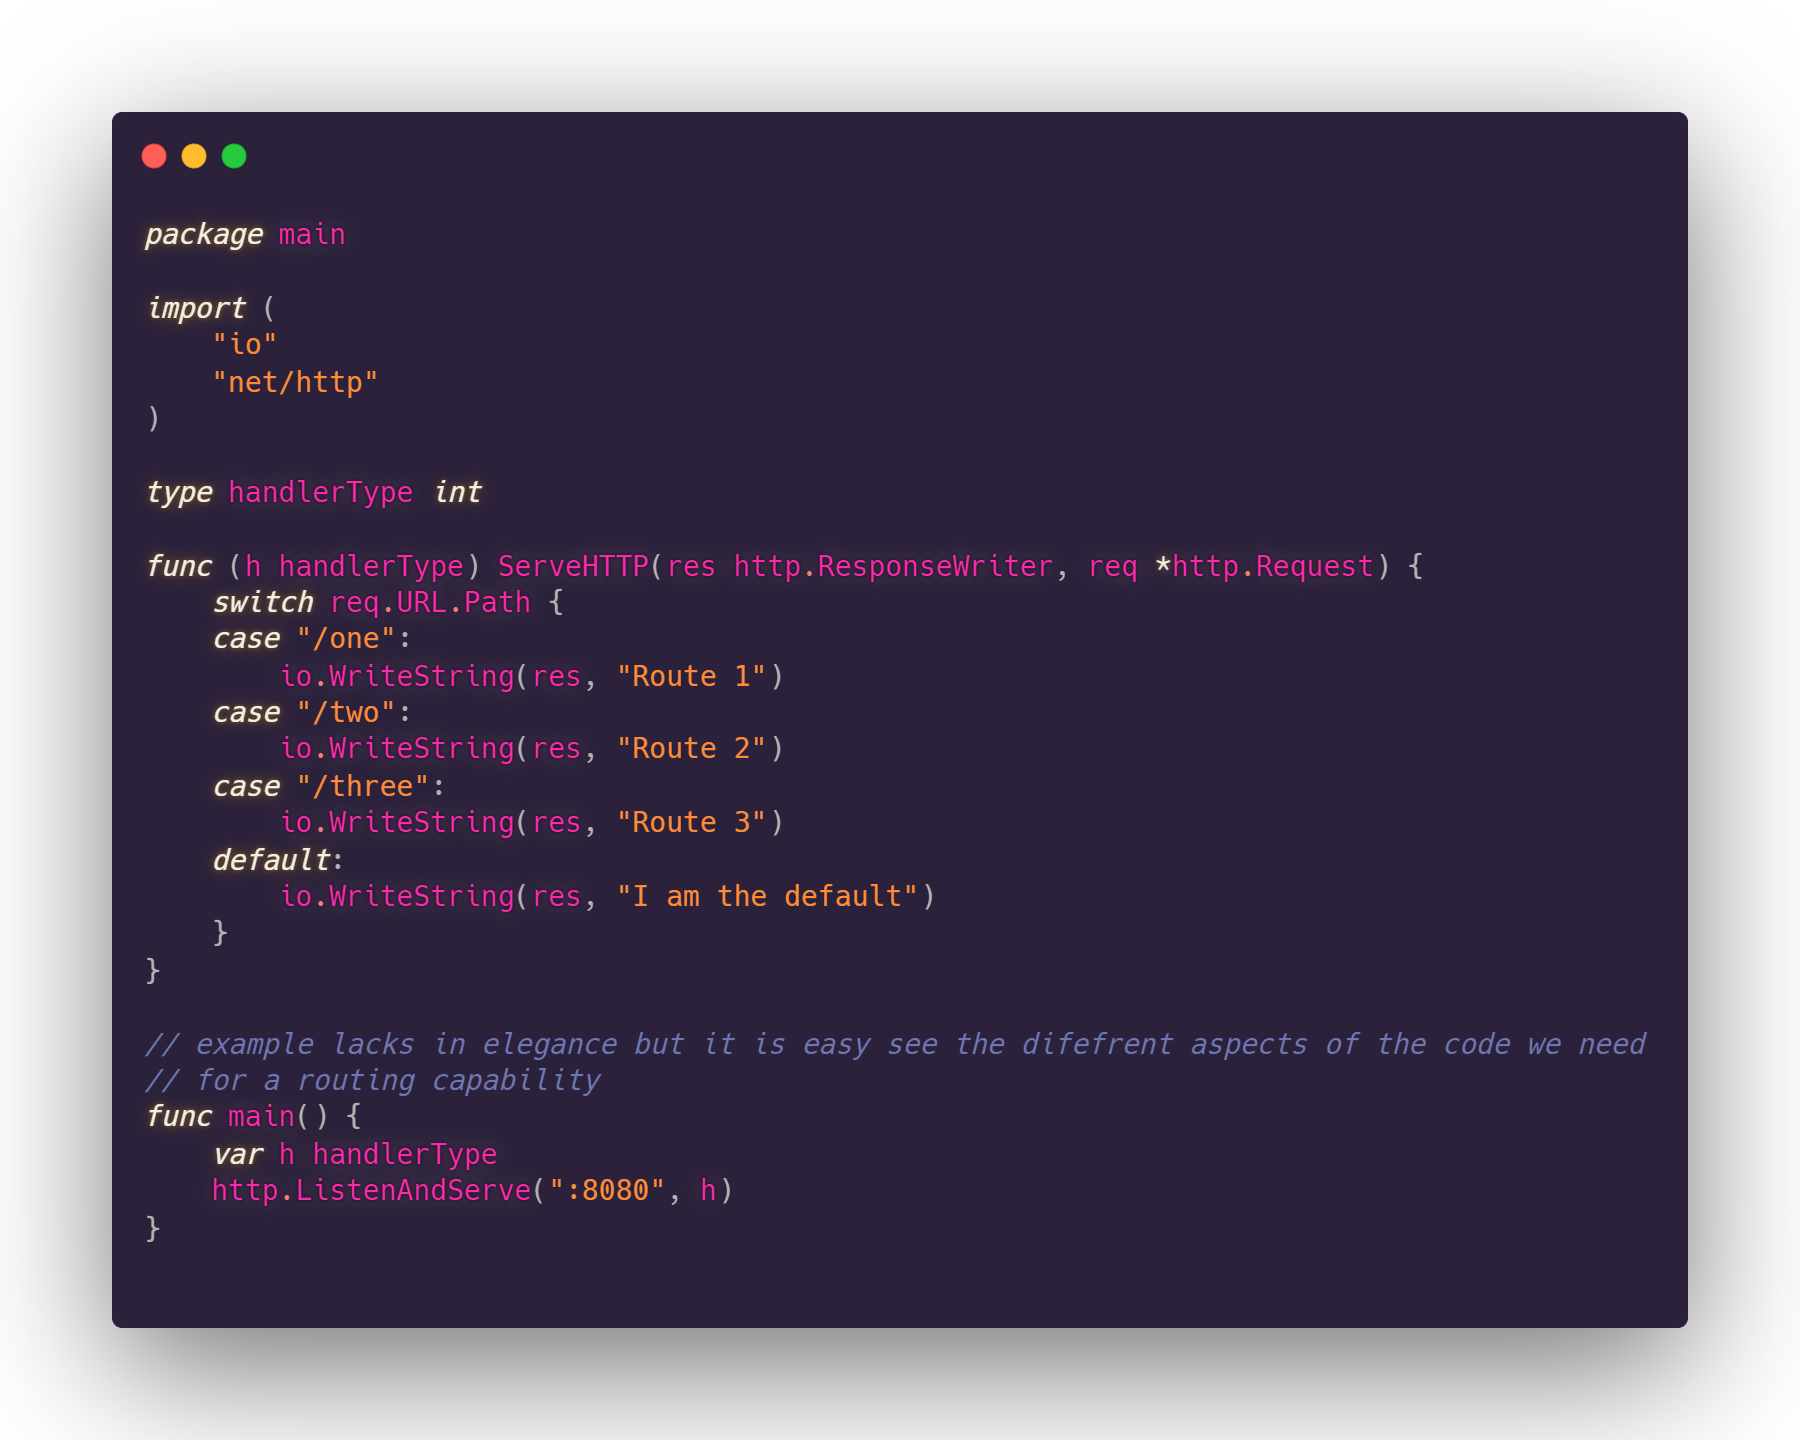 package main

import (
    "io"
    "net/http"
)

type handlerType int

func (h handlerType) ServeHTTP(res http.ResponseWriter, req *http.Request) {
    switch req.URL.Path {
    case "/one":
        io.WriteString(res, "Route 1")
    case "/two":
        io.WriteString(res, "Route 2")
    case "/three":
        io.WriteString(res, "Route 3")
    default:
        io.WriteString(res, "I am the default")
    }
}

// example lacks in elegance but it is easy see the difefrent aspects of the code we need
// for a routing capability
func main() {
    var h handlerType
    http.ListenAndServe(":8080", h)
}